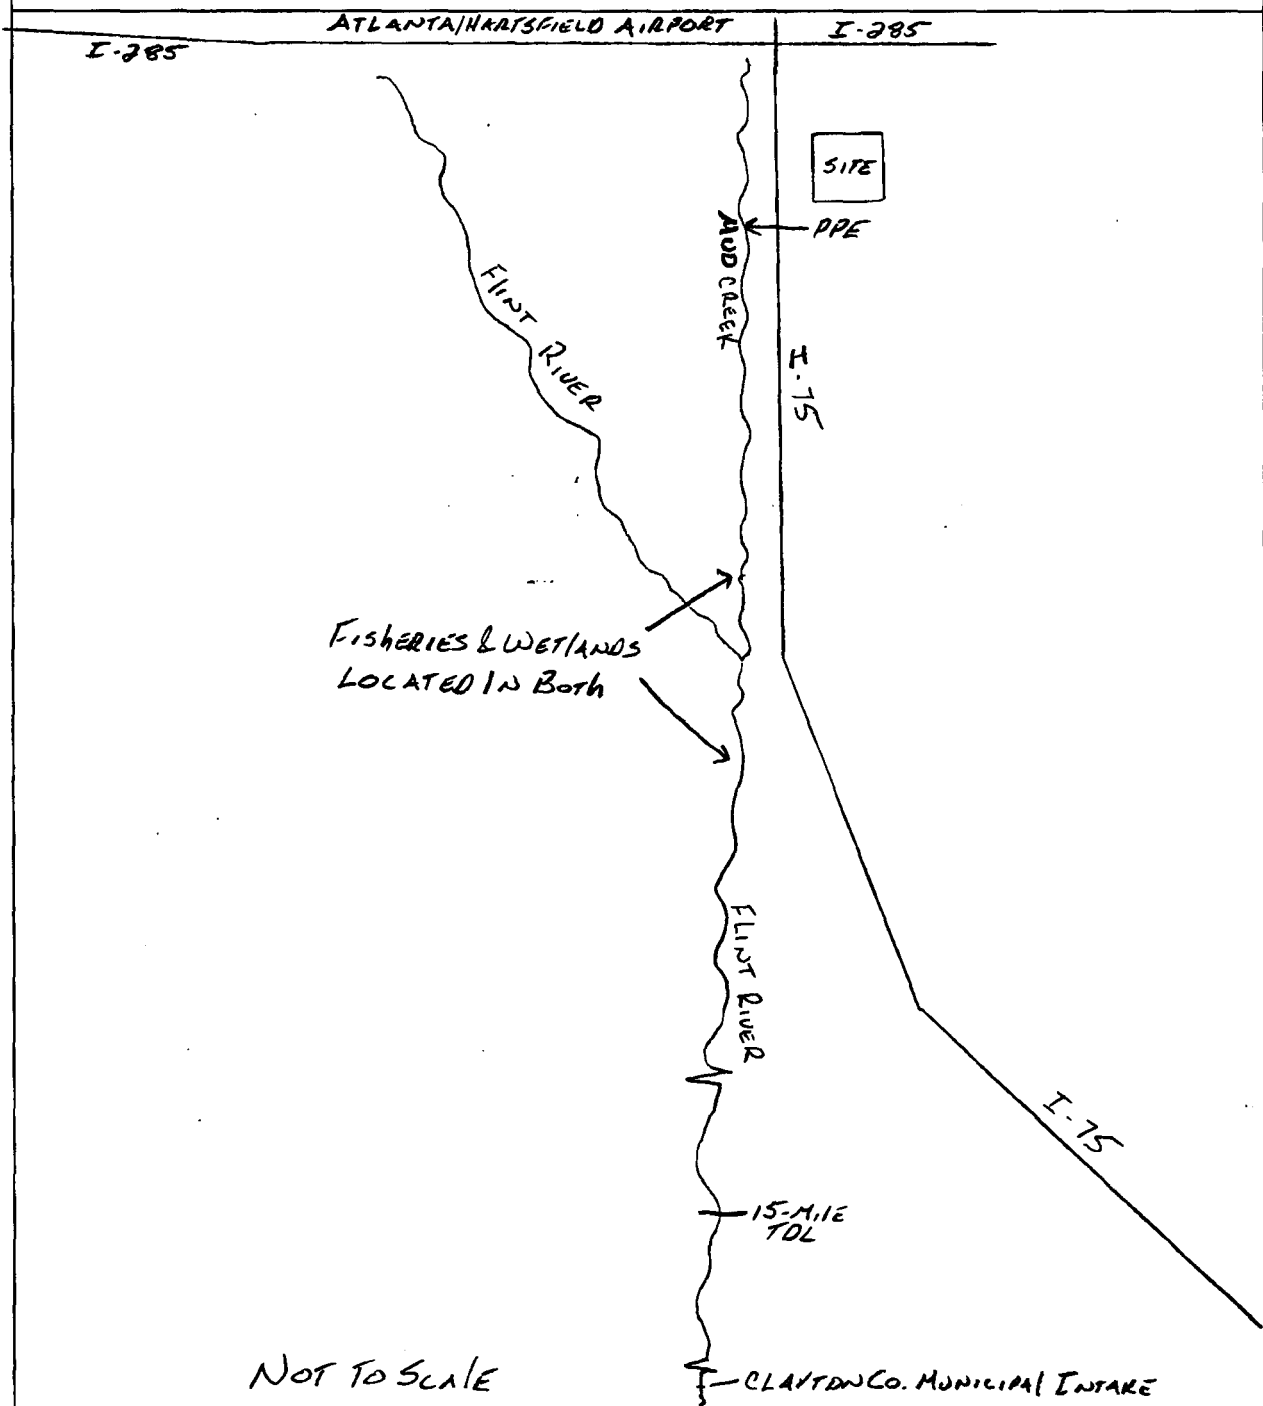 ATLANTA/HARTSFIELD AIRPORT
I-285
I-285
SITE
PPE
MUD CREEK
FLINT RIVER
I-75
FISHERIES & WETLANDS
LOCATED IN BOTH
FLINT RIVER
I-75
15-MILE
TDL
NOT TO SCALE
CLAYTON CO. MUNICIPAL INTAKE